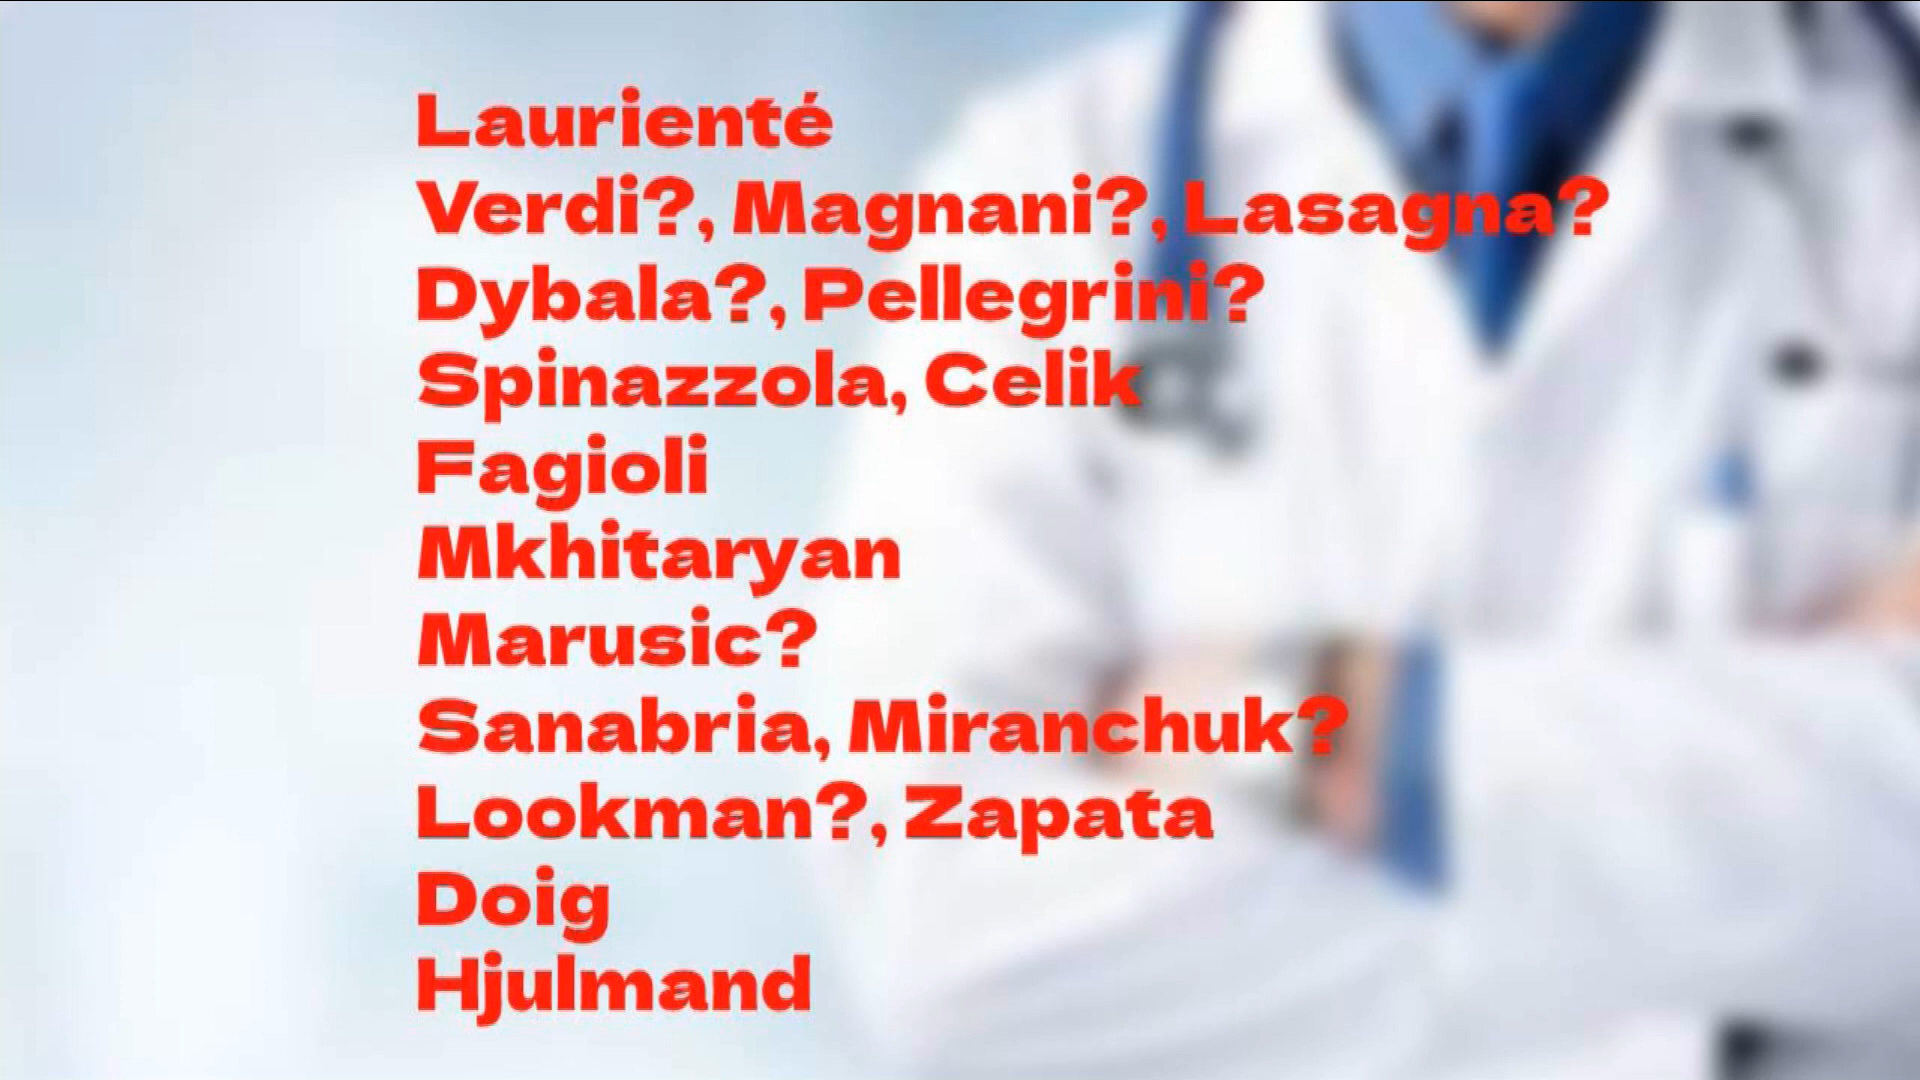 Laurienté
Verdi?, Magnani?, Lasagna?
Dybala?, Pellegrini?
Spinazzola, Celik
Fagioli
Mkhitaryan
Marusic?
Sanabria, Miranchuk?
Lookman?, Zapata
Doig
Hjulmand